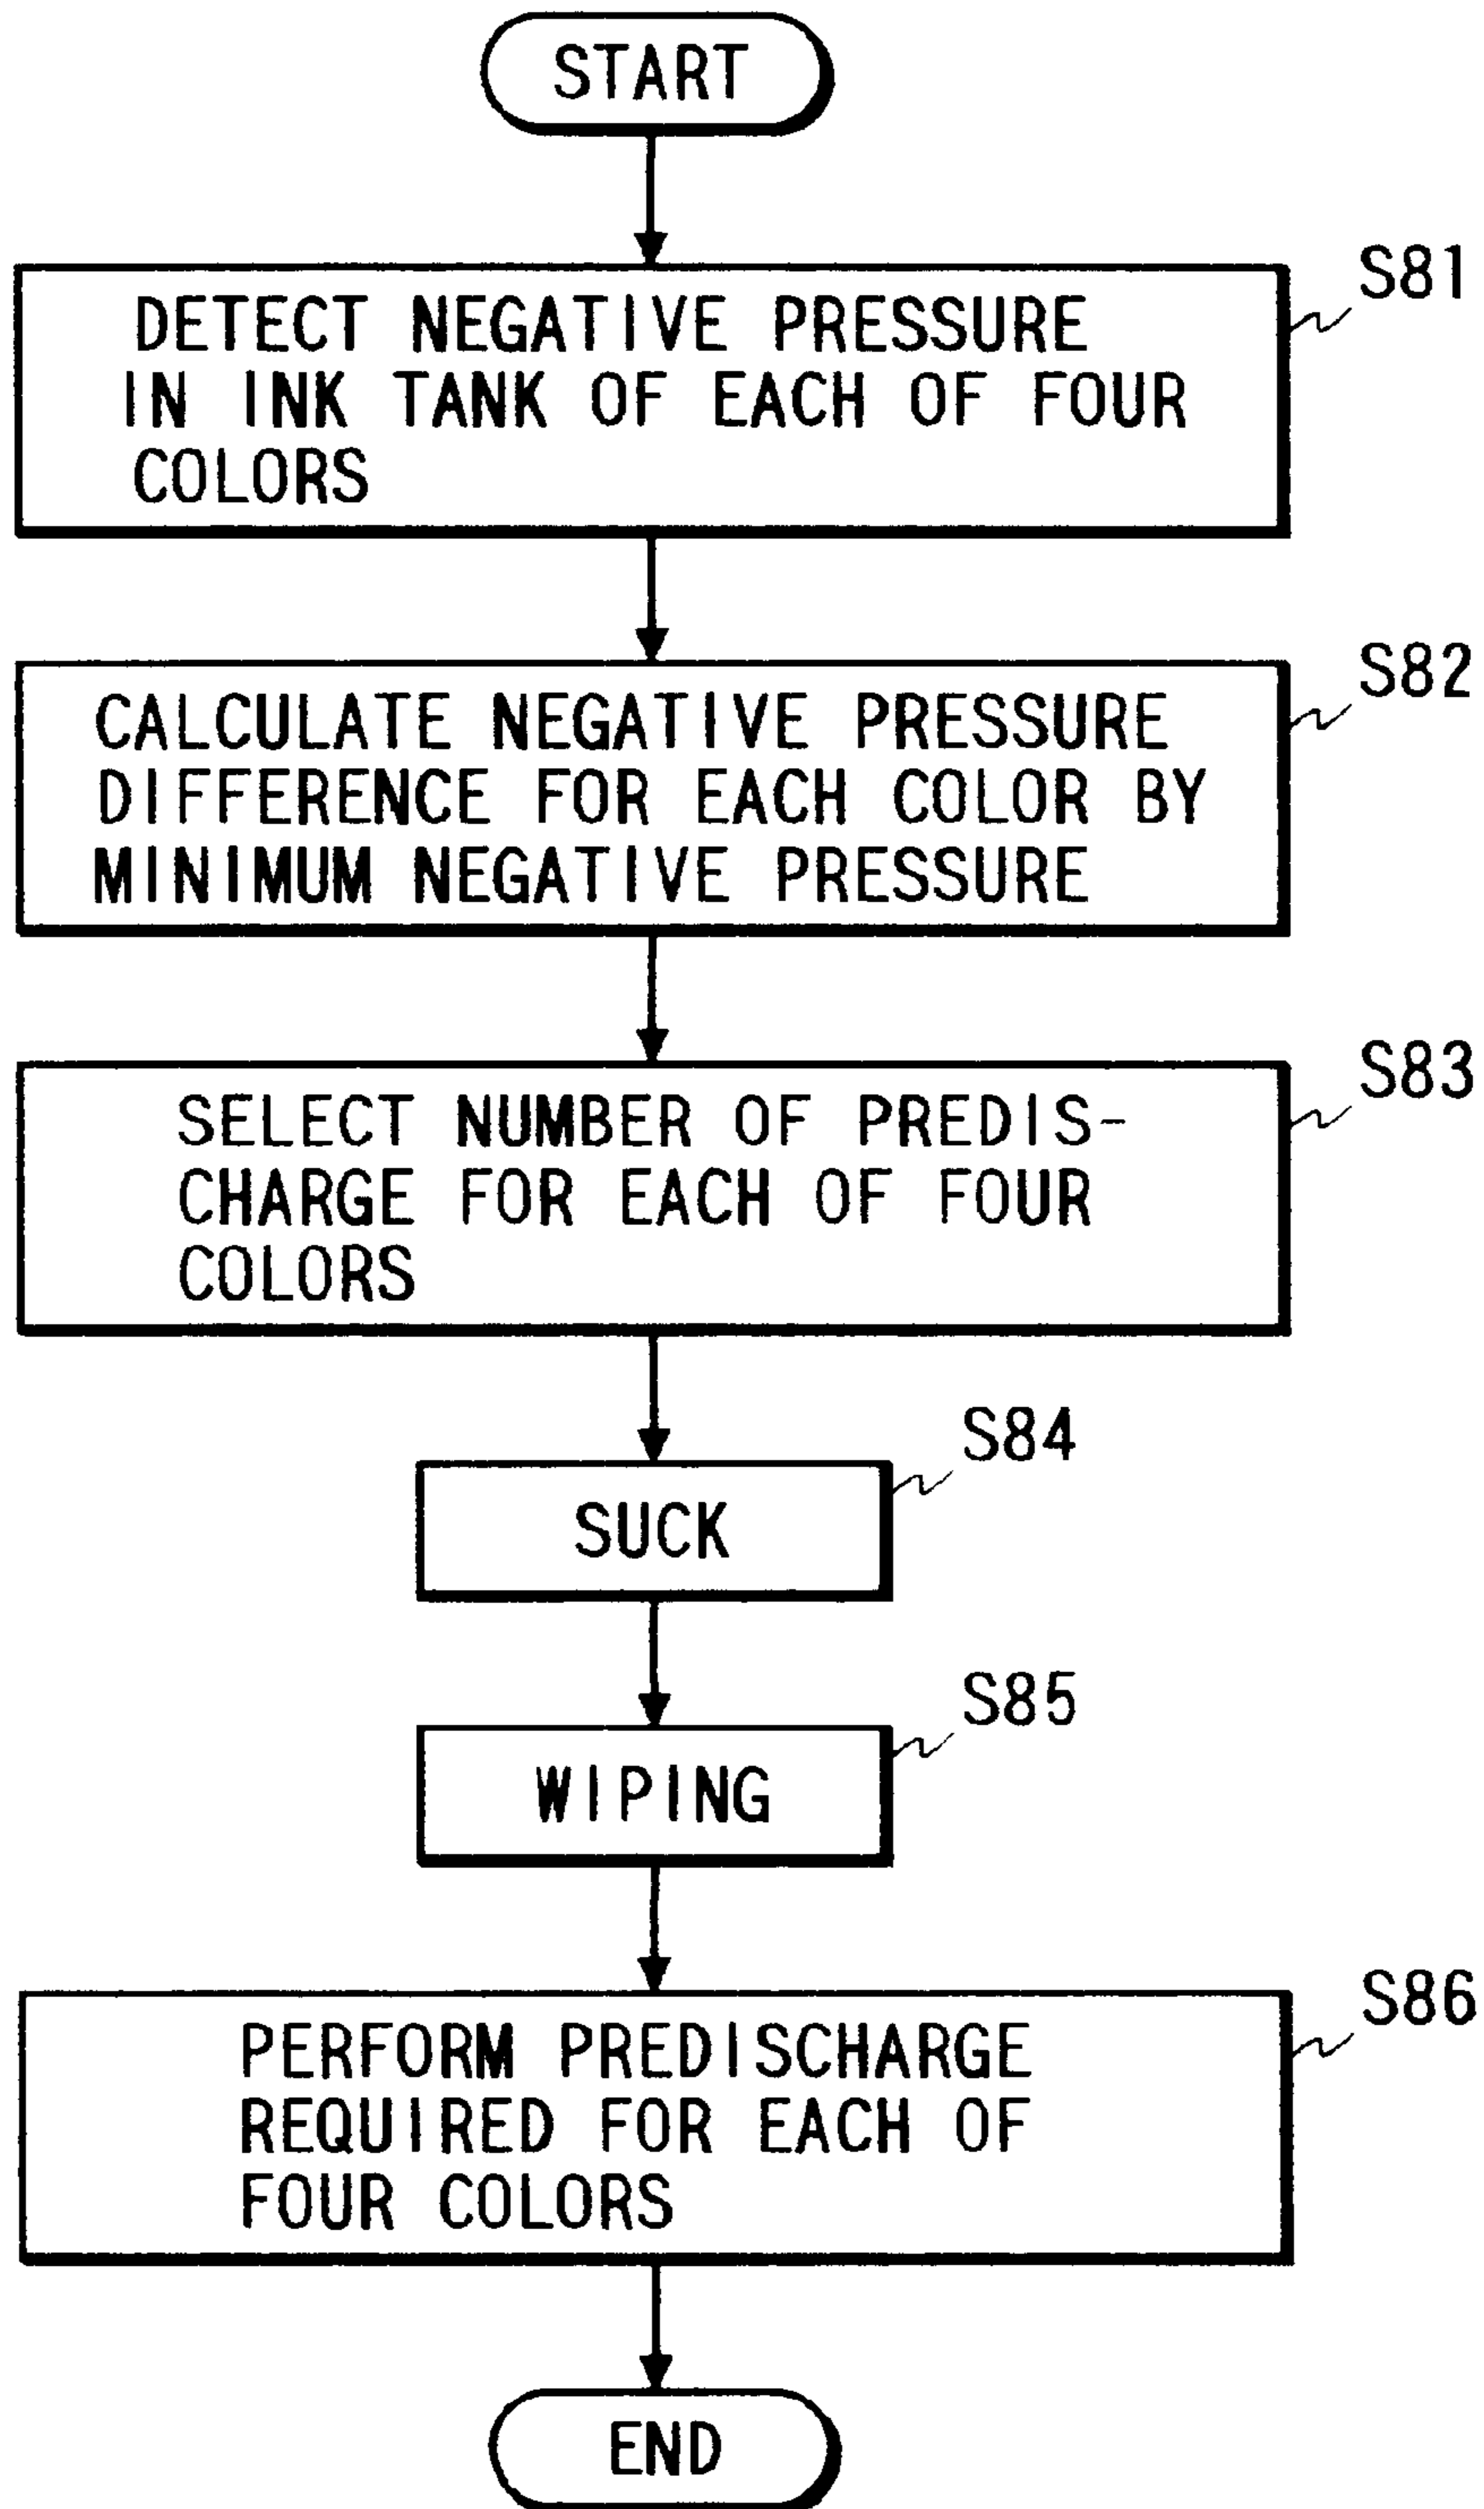 START
S81
DETECT NEGATIVE PRESSURE
IN INK TANK OF EACH OF FOUR
COLORS
S82
CALCULATE NEGATIVE PRESSURE
DIFFERENCE FOR EACH COLOR BY
MINIMUM NEGATIVE PRESSURE
S83
SELECT NUMBER OF PREDIS-
CHARGE FOR EACH OF FOUR
COLORS
S84
SUCK
S85
WIPING
S86
PERFORM PREDISCHARGE
REQUIRED FOR EACH OF
FOUR COLORS
END